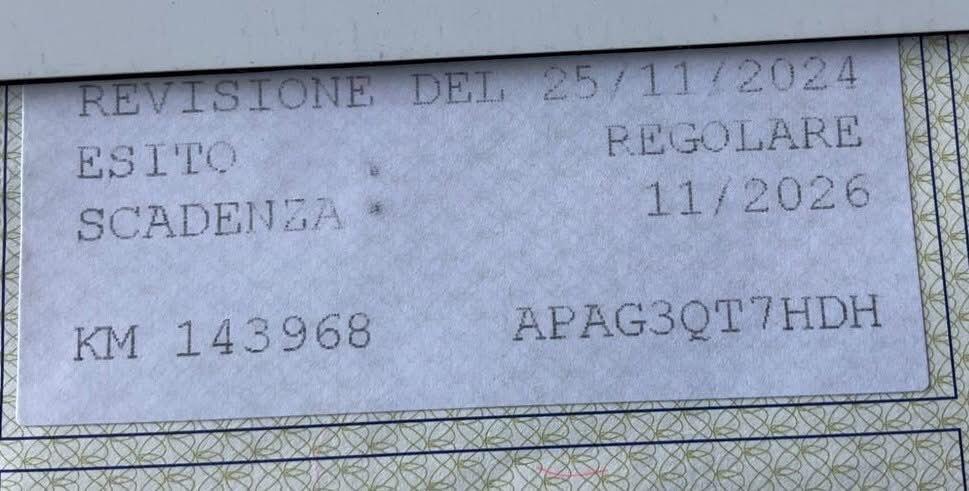 REVISIONE DEL 25/11/2024
ESITO : REGOLARE
SCADENZA : 11/2026
KM 143968 APAG3QT7HDH